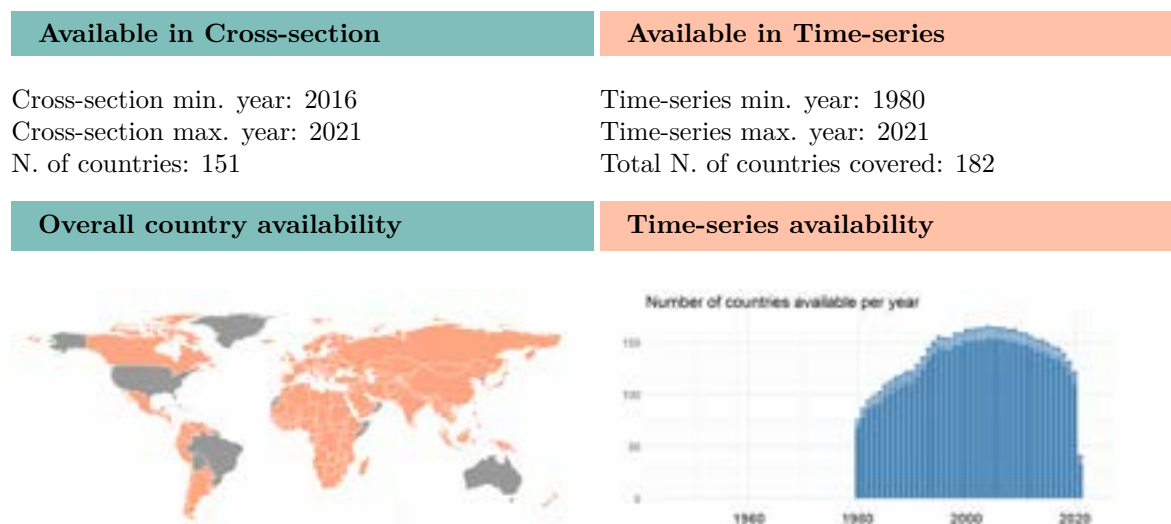 Available in Cross-section
Available in Time-series
Cross-section min. year: 2016
Cross-section max. year: 2021
N. of countries: 151
Time-series min. year: 1980
Time-series max. year: 2021
Total N. of countries covered: 182
Overall country availability
Time-series availability
Number of countries available per year
150
100
50
0
1960
1980
2000
2020